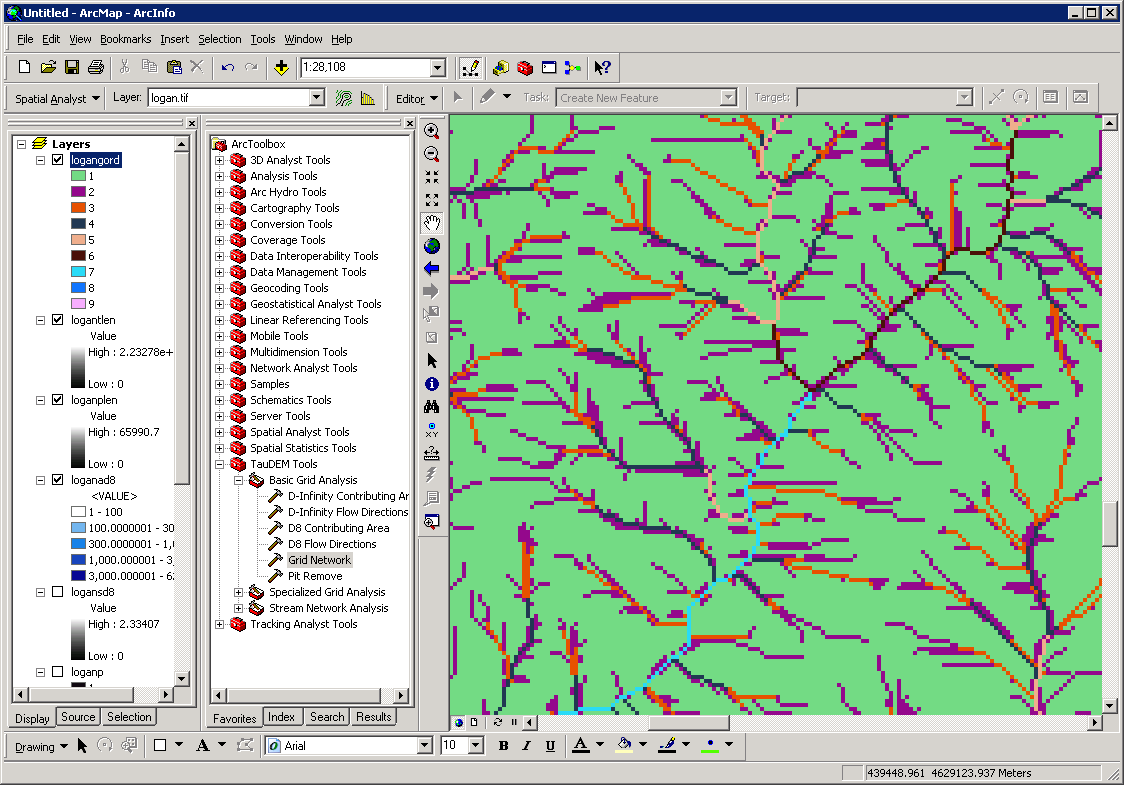 Untitled - ArcMap - ArcInfo
File Edit View Bookmarks Insert Selection Tools Window Help
1:28,108
Spatial Analyst Layer: logan.tif Editor Task: Create New Feature Target:
Layers
logangord
1
2
3
4
5
6
7
8
9
logantlen
Value
High : 2.23278e+
Low : 0
loganplen
Value
High : 65990.7
Low : 0
loganad8
<VALUE>
1 - 100
100.0000001 - 30
300.0000001 - 1,0
1,000.000001 - 3,
3,000.000001 - 62
logansd8
Value
High : 2.33407
Low : 0
loganp
Display Source Selection
ArcToolbox
3D Analyst Tools
Analysis Tools
Arc Hydro Tools
Cartography Tools
Conversion Tools
Coverage Tools
Data Interoperability Tools
Data Management Tools
Geocoding Tools
Geostatistical Analyst Tools
Linear Referencing Tools
Mobile Tools
Multidimension Tools
Network Analyst Tools
Samples
Schematics Tools
Server Tools
Spatial Analyst Tools
Spatial Statistics Tools
TauDEM Tools
Basic Grid Analysis
D-Infinity Contributing Ar
D-Infinity Flow Directions
D8 Contributing Area
D8 Flow Directions
Grid Network
Pit Remove
Specialized Grid Analysis
Stream Network Analysis
Tracking Analyst Tools
Favorites Index Search Results
XY
Drawing A Arial 10 B I U A
439448.961 4629123.937 Meters